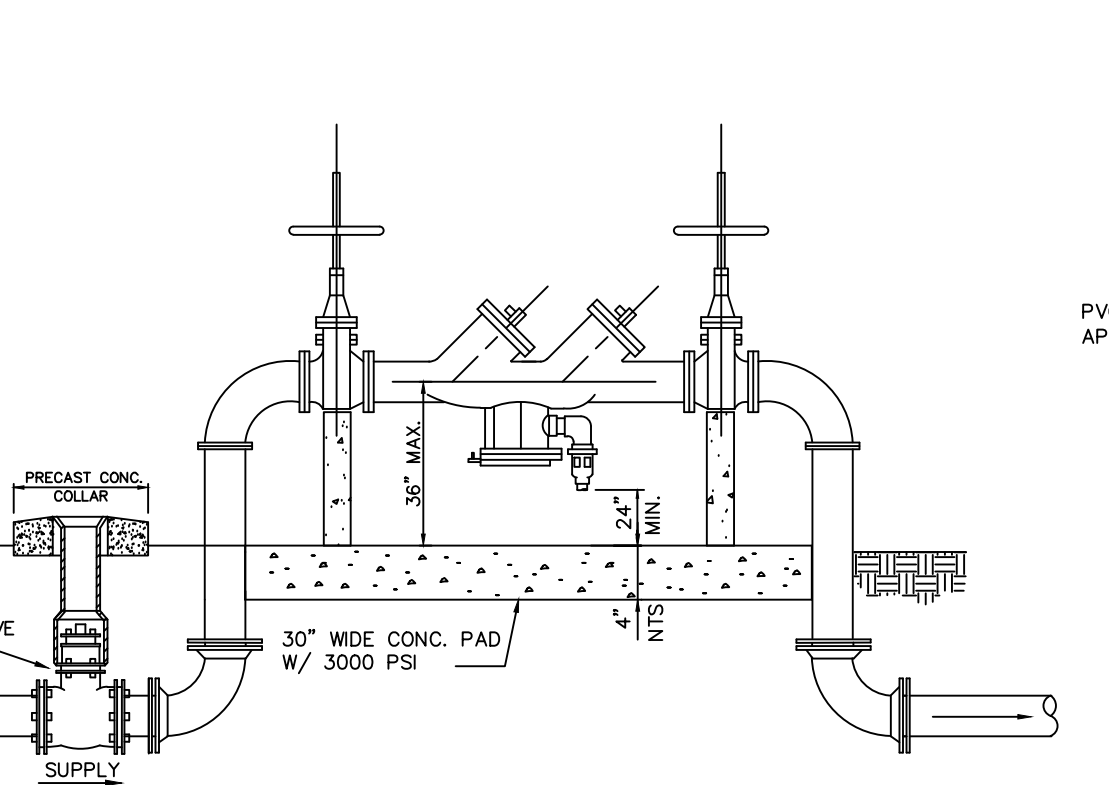 PRECAST CONC.
COLLAR
36" MAX.
24"
MIN.
4"
NTS
30" WIDE CONC. PAD
W/ 3000 PSI
SUPPLY